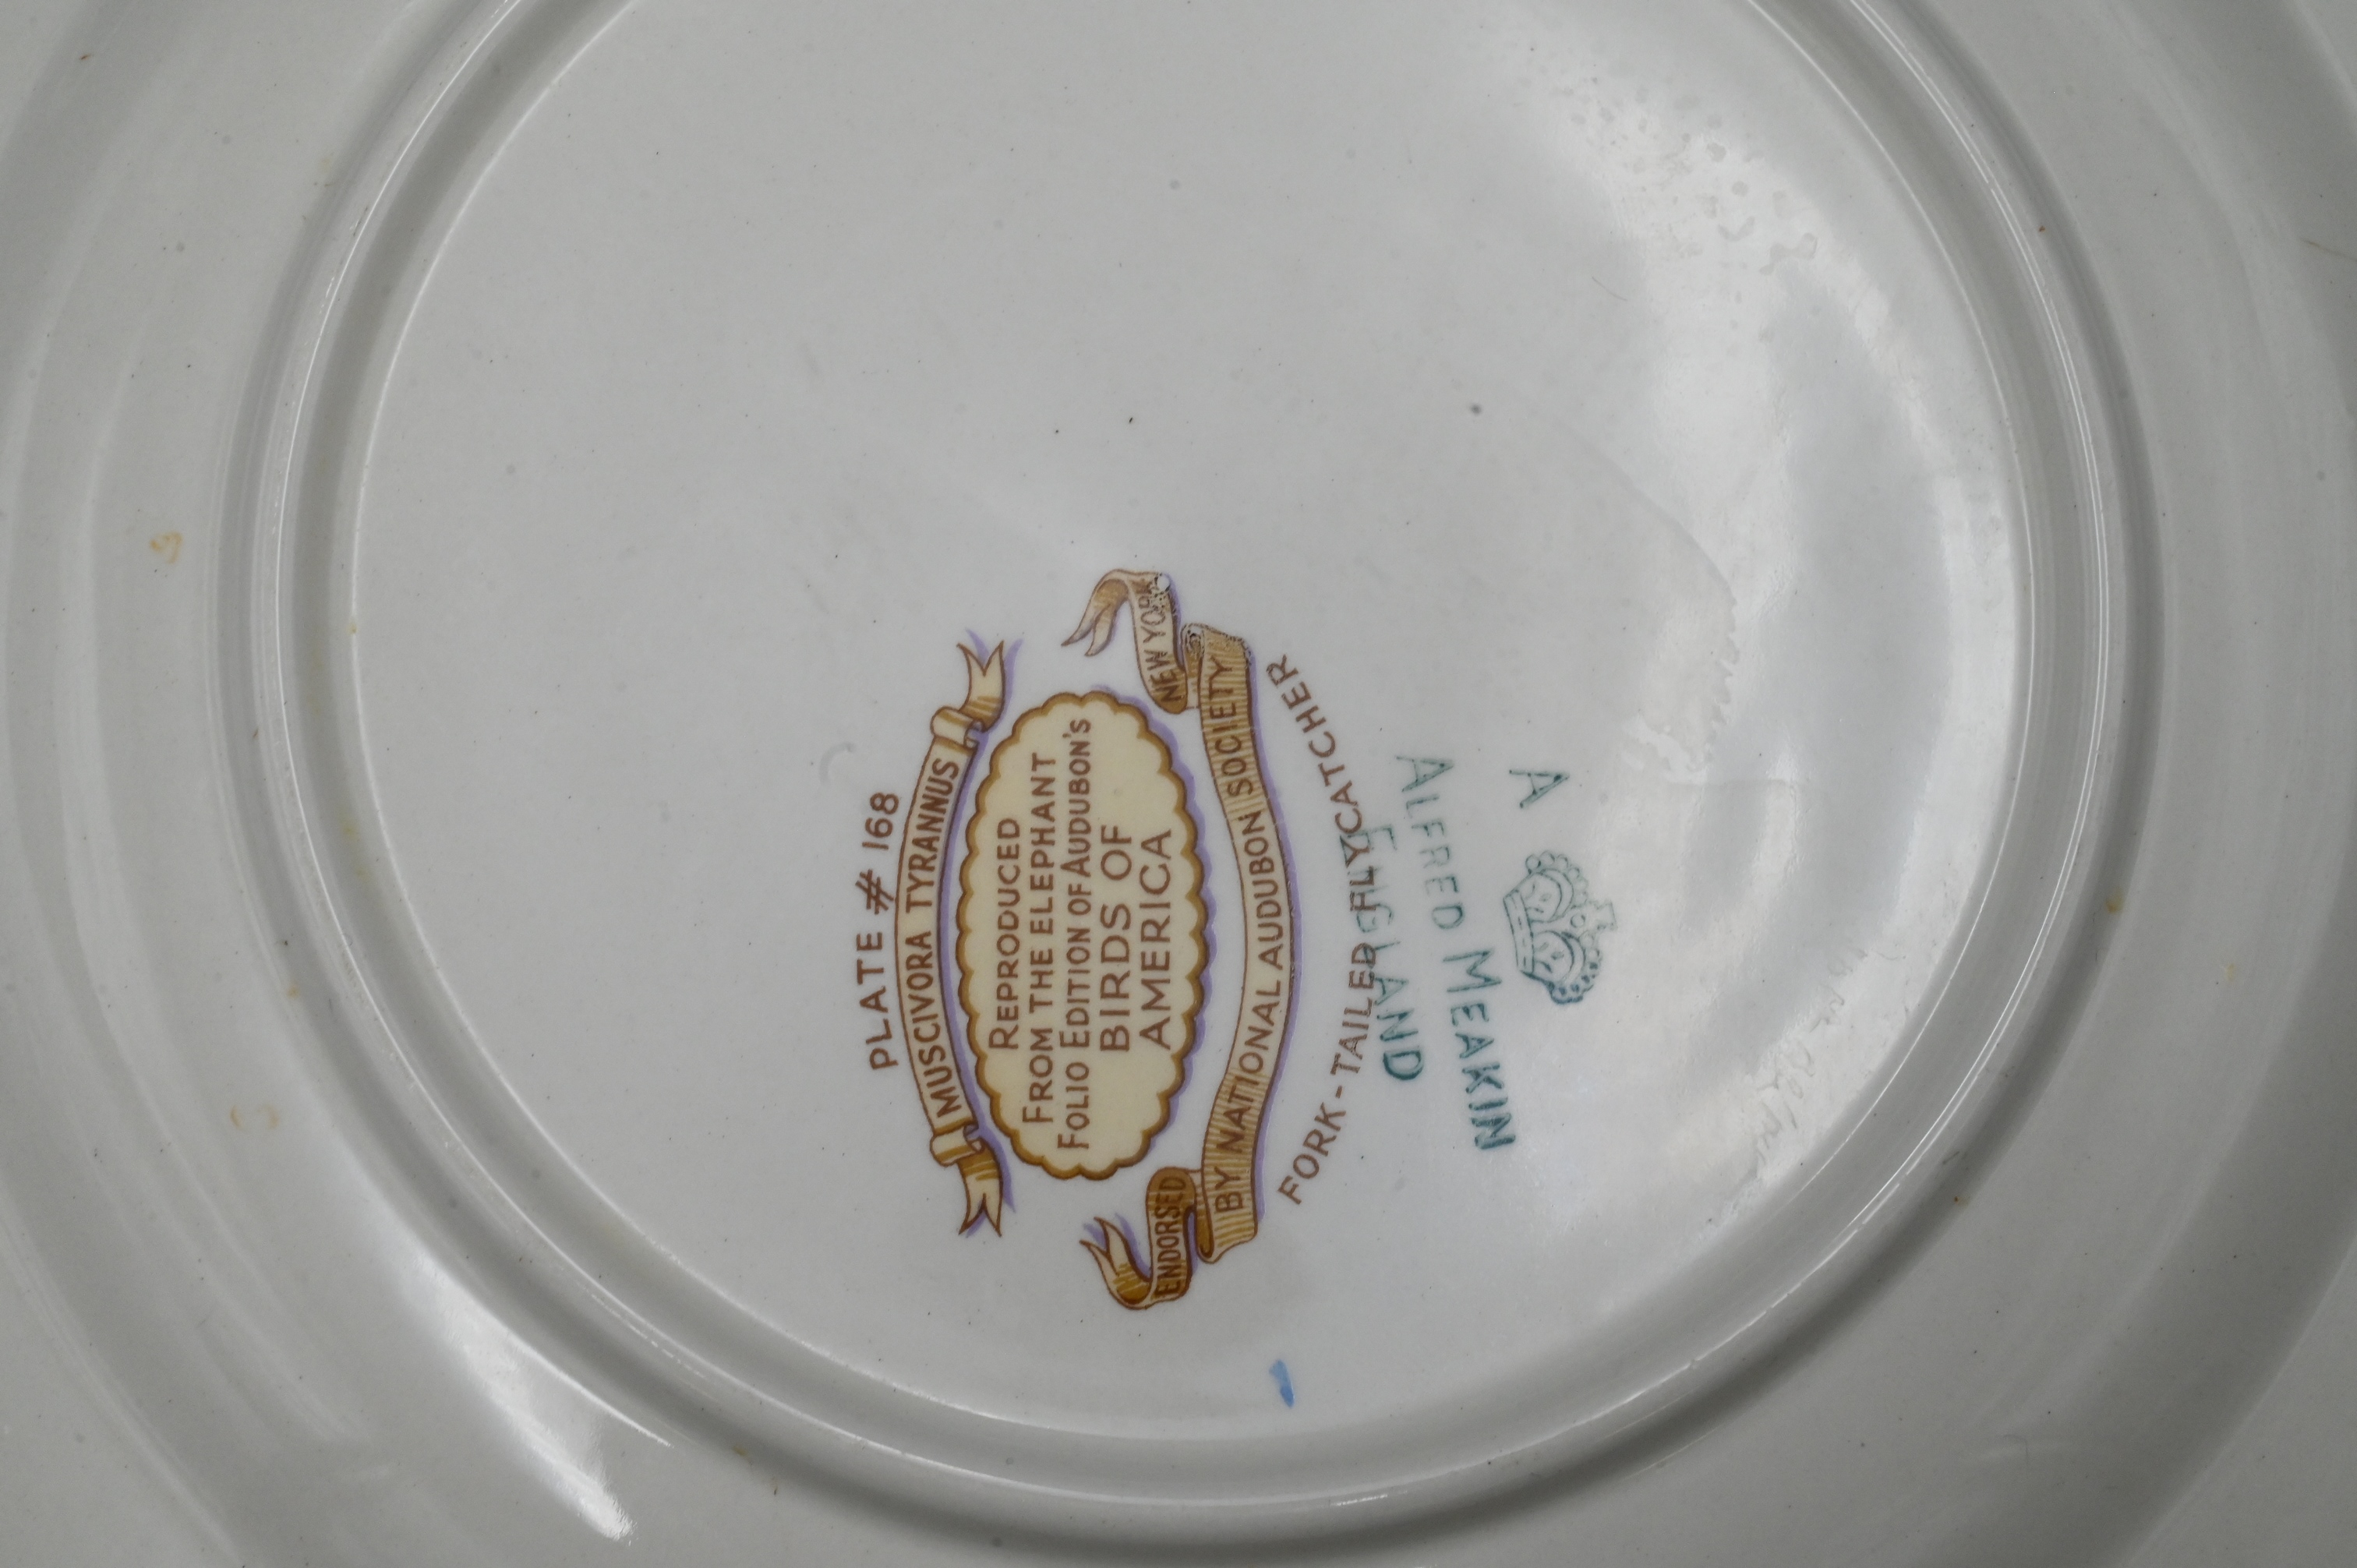 PLATE # 168
MUSCIVORA TYRANNUS
REPRODUCED
FROM THE ELEPHANT
FOLIO EDITION OF AUDUBON'S
BIRDS OF
AMERICA
ENDORSED
BY NATIONAL AUDUBON SOCIETY
NEW YORK
FORK-TAILED FLYCATCHER
A
ALFRED MEAKIN
ENGLAND